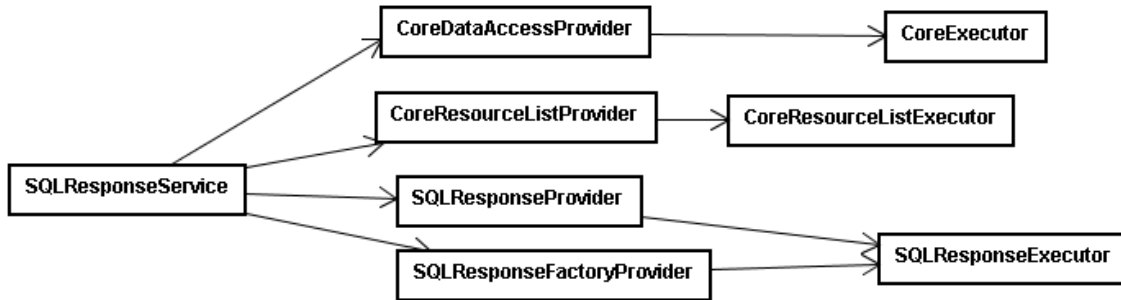 CoreDataAccessProvider
CoreExecutor
CoreResourceListProvider
CoreResourceListExecutor
SQLResponseService
SQLResponseProvider
SQLResponseExecutor
SQLResponseFactoryProvider